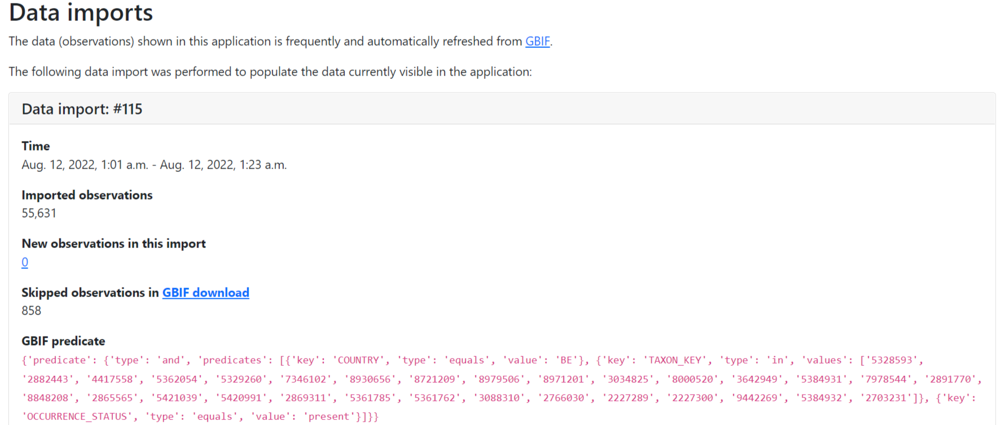 Data imports
The data (observations) shown in this application is frequently and automatically refreshed from GBIF.
The following data import was performed to populate the data currently visible in the application:
Data import: #115
Time
Aug. 12, 2022, 1:01 a.m. - Aug. 12, 2022, 1:23 a.m.
Imported observations
55,631
New observations in this import
0
Skipped observations in GBIF download
858
GBIF predicate
{'predicate': {'type': 'and', 'predicates': [{'key': 'COUNTRY', 'type': 'equals', 'value': 'BE'}, {'key': 'TAXON_KEY', 'type': 'in', 'values': ['5328593',
'2882443', '4417558', '5362054', '5329260', '7346102', '8930656', '8721209', '8979506', '8971201', '3034825', '8000520', '3642949', '5384931', '7978544', '2891770',
'8848208', '2865565', '5421039', '5420991', '2869311', '5361785', '5361762', '3088310', '2766030', '2227289', '2227300', '9442269', '5384932', '2703231']}, {'key':
'OCCURRENCE_STATUS', 'type': 'equals', 'value': 'present'}]}}